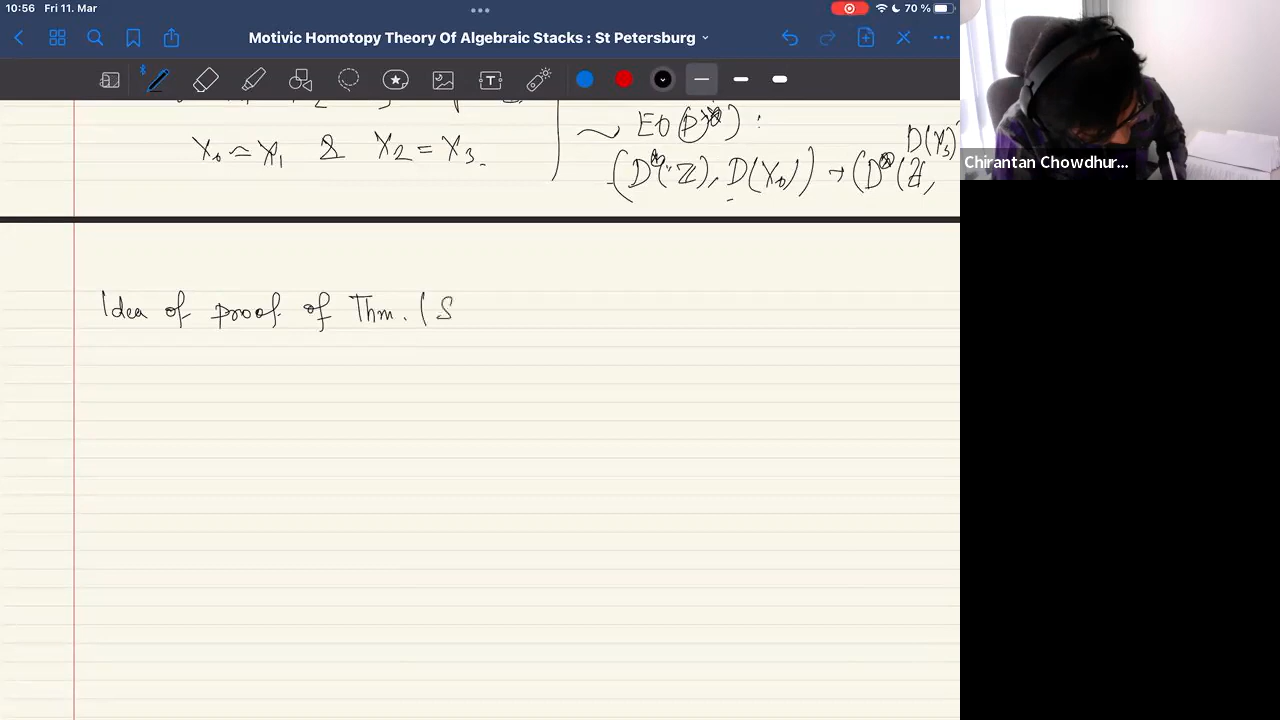 10:56 Fri 11. Mar
70 %
Motivic Homotopy Theory Of Algebraic Stacks : St Petersburg
X₀ ≃ X₁ & X₂ = X₃
~ EO(D^⊗) :
D(X₃)
(D^⊗(Z), D(X₀)) → (D^⊗(Z,
Idea of proof of Thm. ( S
Chirantan Chowdhur...